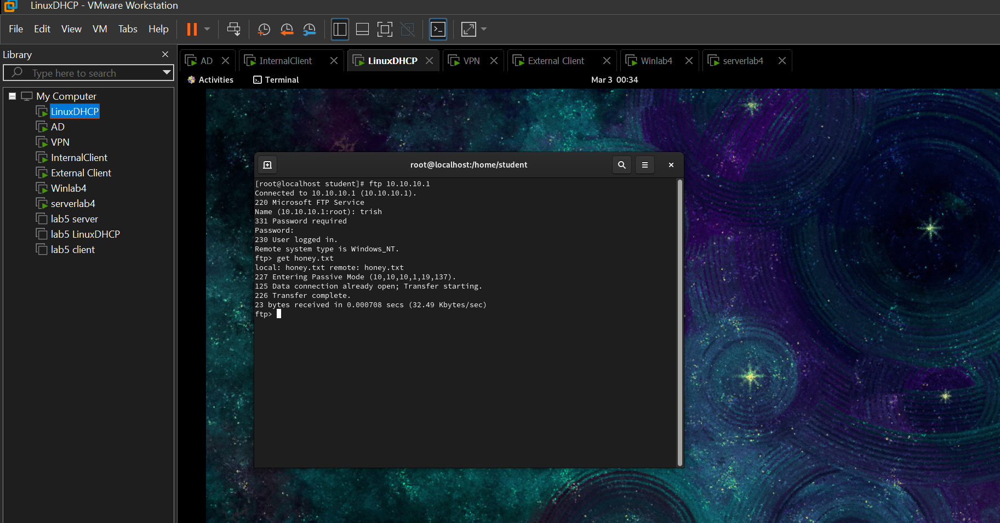 LinuxDHCP - VMware Workstation
File Edit View VM Tabs Help
Library
Type here to search
My Computer
LinuxDHCP
AD
VPN
InternalClient
External Client
Winlab4
serverlab4
lab5 server
lab5 LinuxDHCP
lab5 client
AD InternalClient LinuxDHCP VPN External Client Winlab4 serverlab4
Activities Terminal Mar 3 00:34
root@localhost:/home/student
[root@localhost student]# ftp 10.10.10.1
Connected to 10.10.10.1 (10.10.10.1).
220 Microsoft FTP Service
Name (10.10.10.1:root): trish
331 Password required
Password:
230 User logged in.
Remote system type is Windows_NT.
ftp> get honey.txt
local: honey.txt remote: honey.txt
227 Entering Passive Mode (10,10,10,1,19,137).
125 Data connection already open; Transfer starting.
226 Transfer complete.
23 bytes received in 0.000708 secs (32.49 Kbytes/sec)
ftp>